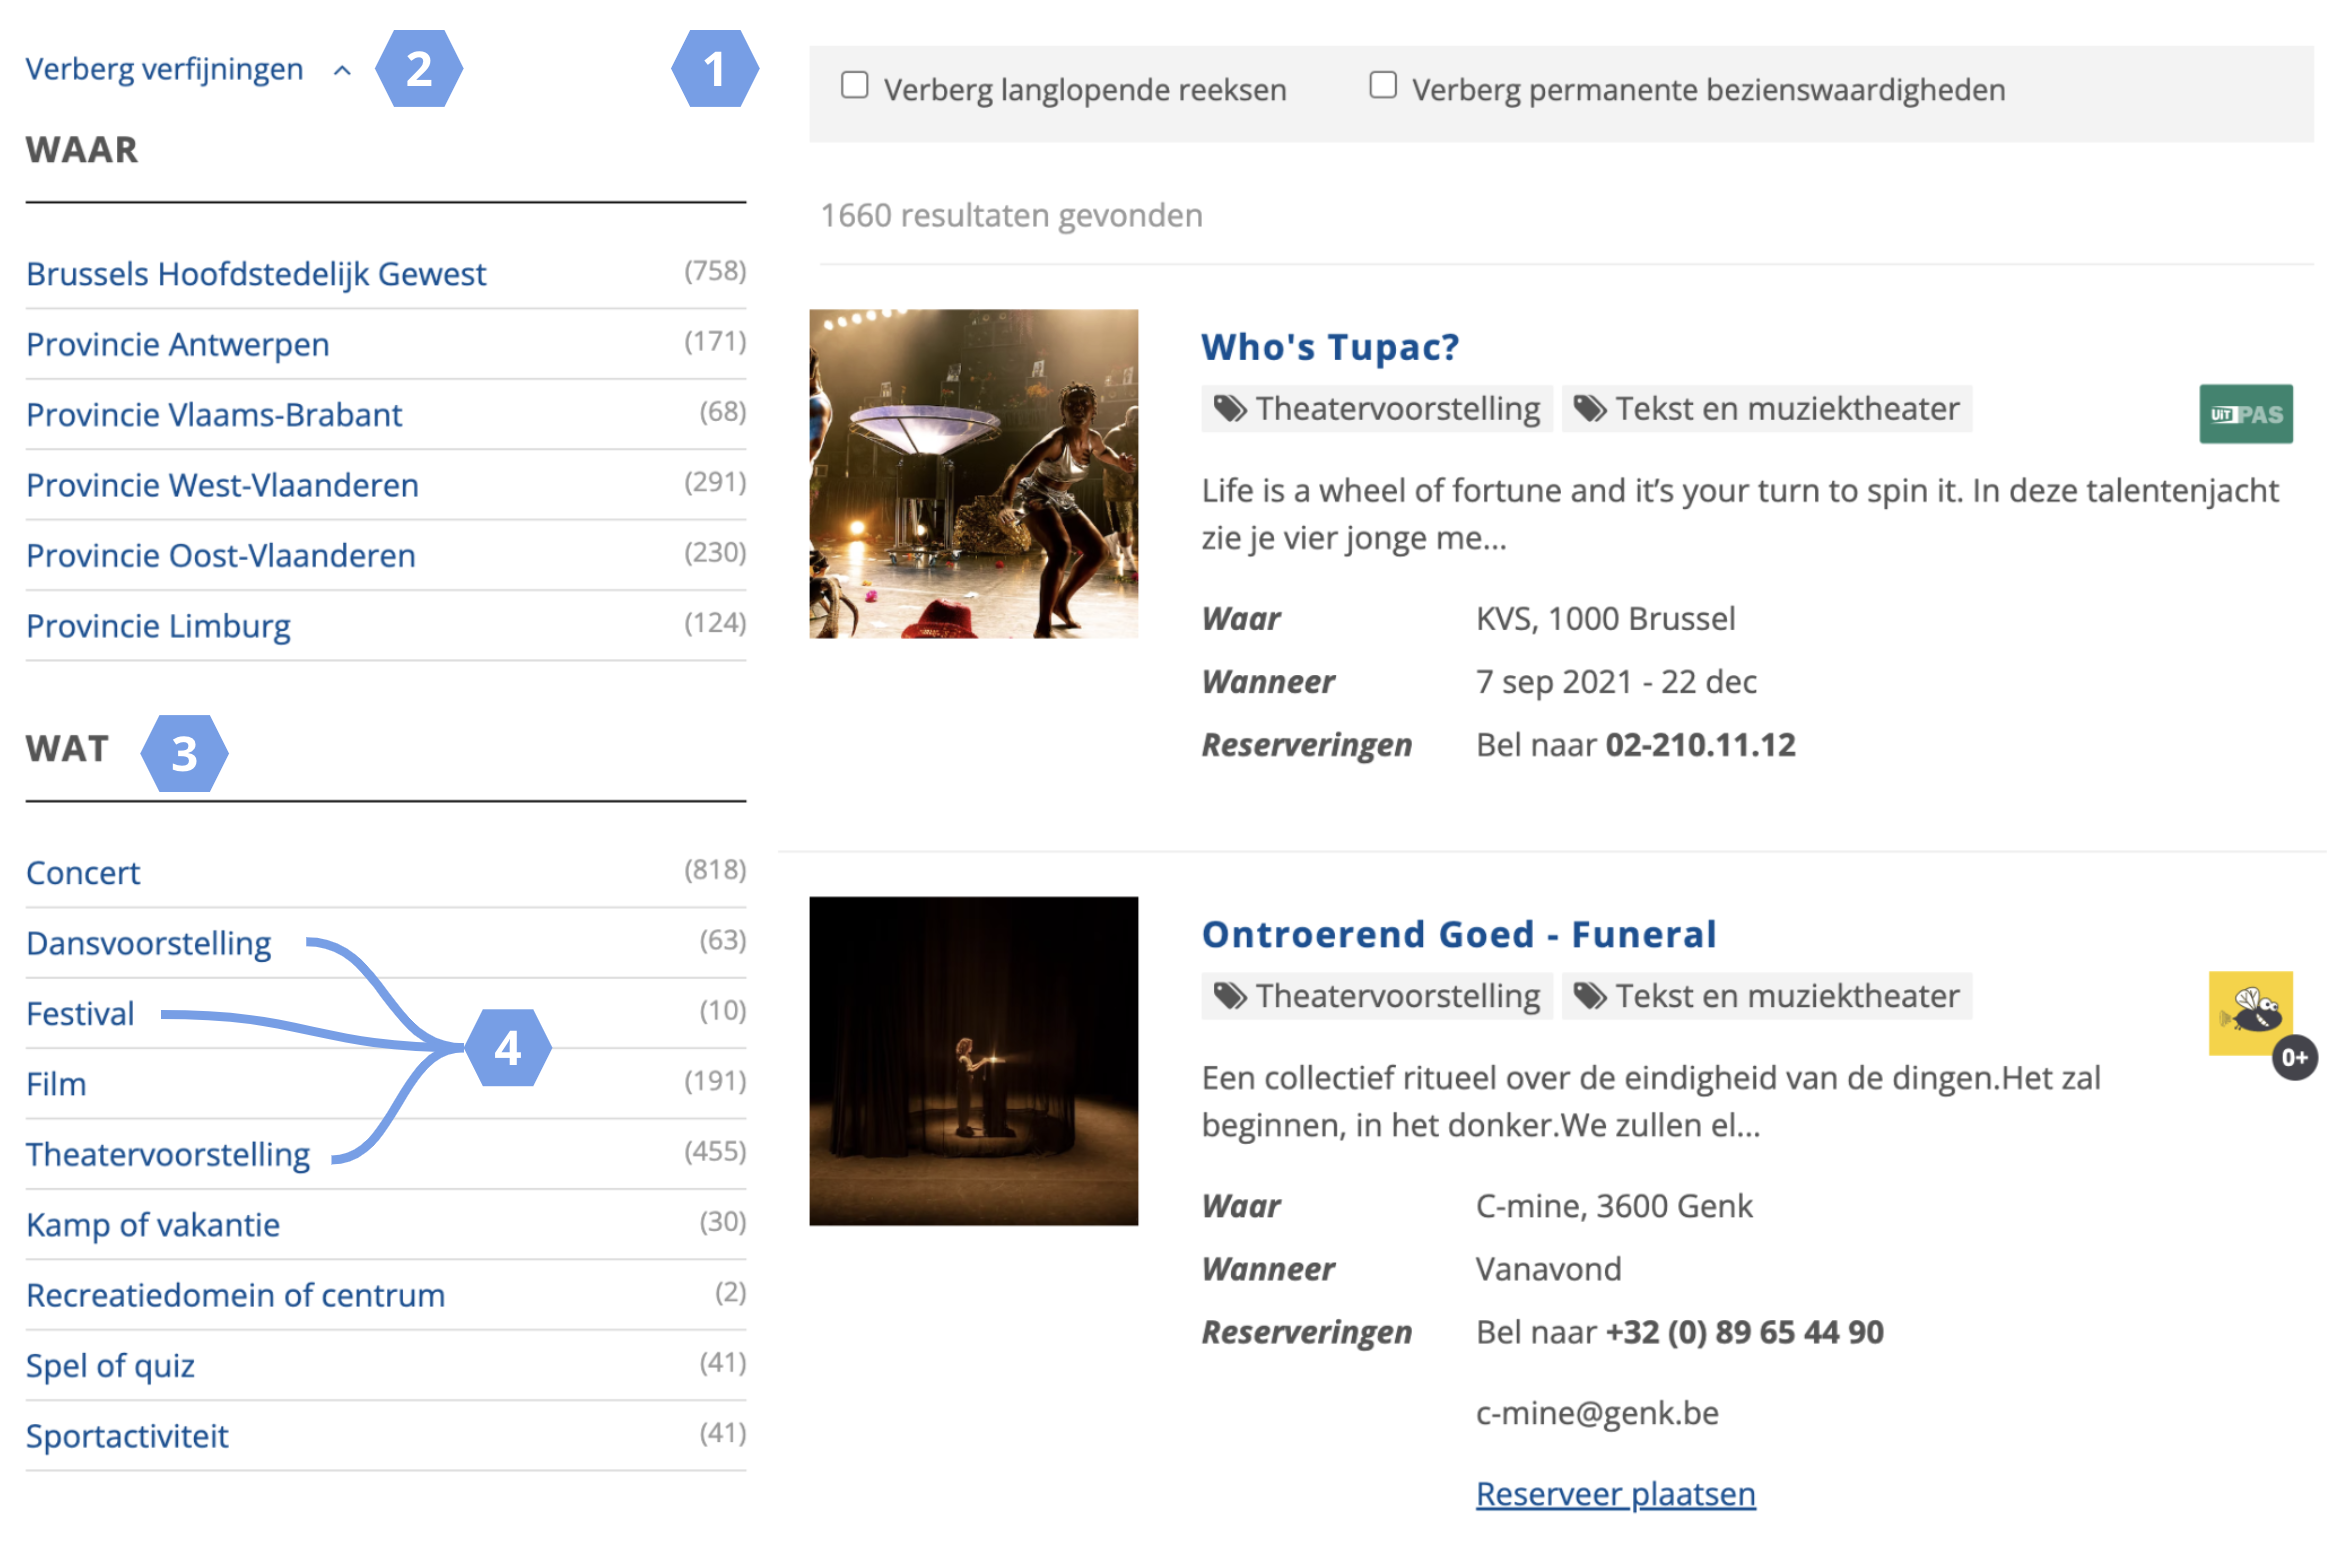 Verberg verfijningen
2
WAAR
Brussels Hoofdstedelijk Gewest (758)
Provincie Antwerpen (171)
Provincie Vlaams-Brabant (68)
Provincie West-Vlaanderen (291)
Provincie Oost-Vlaanderen (230)
Provincie Limburg (124)
WAT
3
Concert (818)
Dansvoorstelling (63)
Festival (10)
4
Film (191)
Theatervoorstelling (455)
Kamp of vakantie (30)
Recreatiedomein of centrum (2)
Spel of quiz (41)
Sportactiviteit (41)
1
Verberg langlopende reeksen Verberg permanente bezienswaardigheden
1660 resultaten gevonden
Who's Tupac?
Theatervoorstelling Tekst en muziektheater
UiTPAS
Life is a wheel of fortune and it’s your turn to spin it. In deze talentenjacht
zie je vier jonge me...
Waar KVS, 1000 Brussel
Wanneer 7 sep 2021 - 22 dec
Reserveringen Bel naar 02-210.11.12
Ontroerend Goed - Funeral
Theatervoorstelling Tekst en muziektheater
0+
Een collectief ritueel over de eindigheid van de dingen.Het zal
beginnen, in het donker.We zullen el...
Waar C-mine, 3600 Genk
Wanneer Vanavond
Reserveringen Bel naar +32 (0) 89 65 44 90
c-mine@genk.be
Reserveer plaatsen